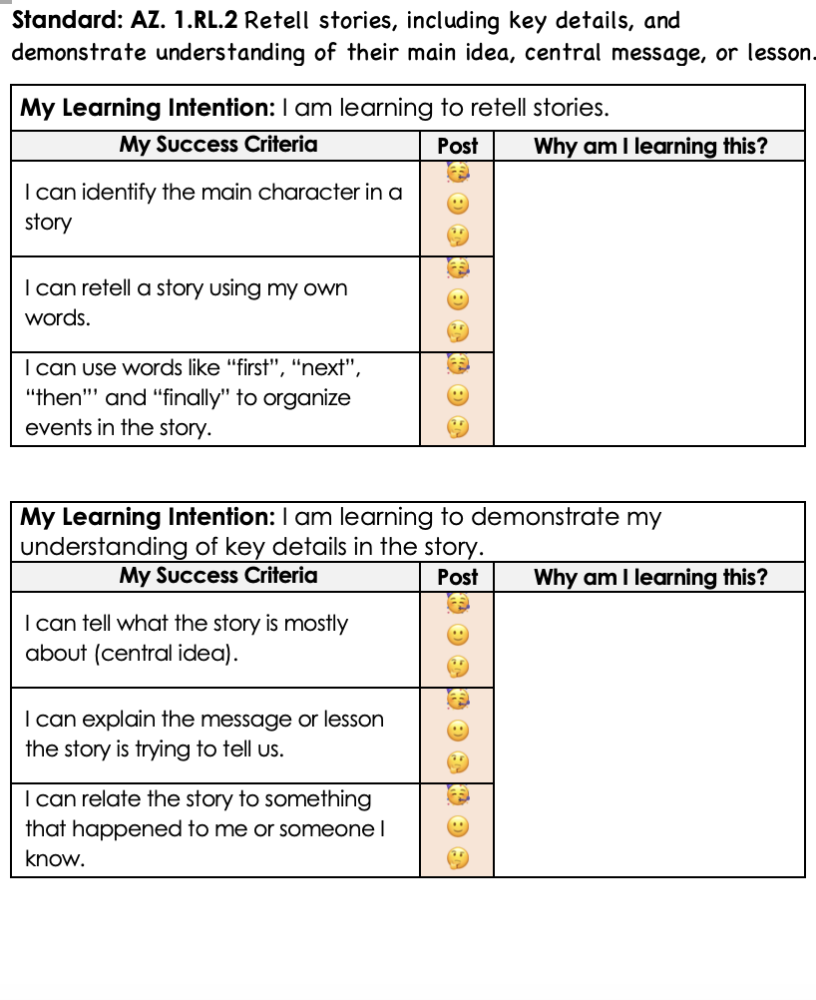 Standard: AZ. 1.RL.2 Retell stories, including key details, and
demonstrate understanding of their main idea, central message, or lesson.
My Learning Intention: I am learning to retell stories.
My Success Criteria
Post
Why am I learning this?
I can identify the main character in a
story
I can retell a story using my own
words.
I can use words like “first”, “next”,
“then”’ and “finally” to organize
events in the story.
My Learning Intention: I am learning to demonstrate my
understanding of key details in the story.
My Success Criteria
Post
Why am I learning this?
I can tell what the story is mostly
about (central idea).
I can explain the message or lesson
the story is trying to tell us.
I can relate the story to something
that happened to me or someone I
know.